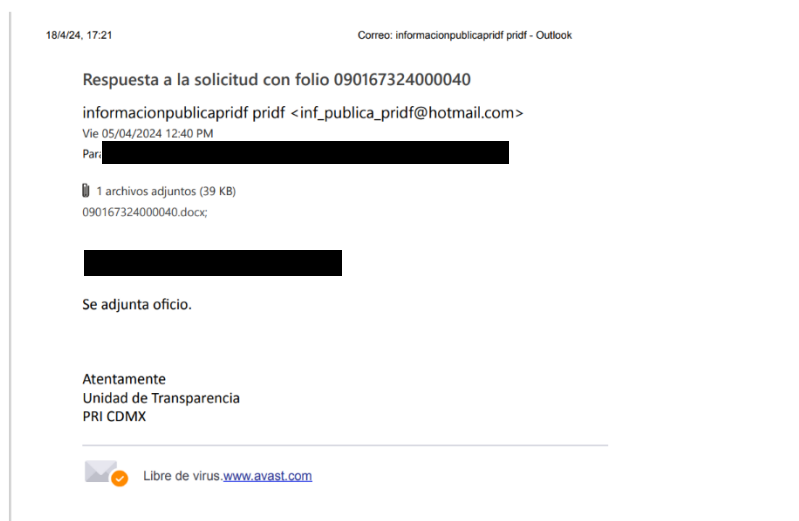 18/4/24, 17:21 Correo: informacionpublicapridf pridf - Outlook
Respuesta a la solicitud con folio 090167324000040
informacionpublicapridf pridf <inf_publica_pridf@hotmail.com>
Vie 05/04/2024 12:40 PM
Para:
1 archivos adjuntos (39 KB)
090167324000040.docx;
Se adjunta oficio.
Atentamente
Unidad de Transparencia
PRI CDMX
Libre de virus.www.avast.com